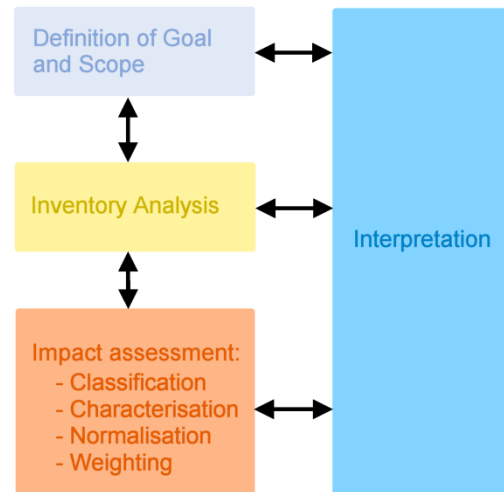 Definition of Goal
and Scope
Inventory Analysis
Impact assessment:
- Classification
- Characterisation
- Normalisation
- Weighting
Interpretation